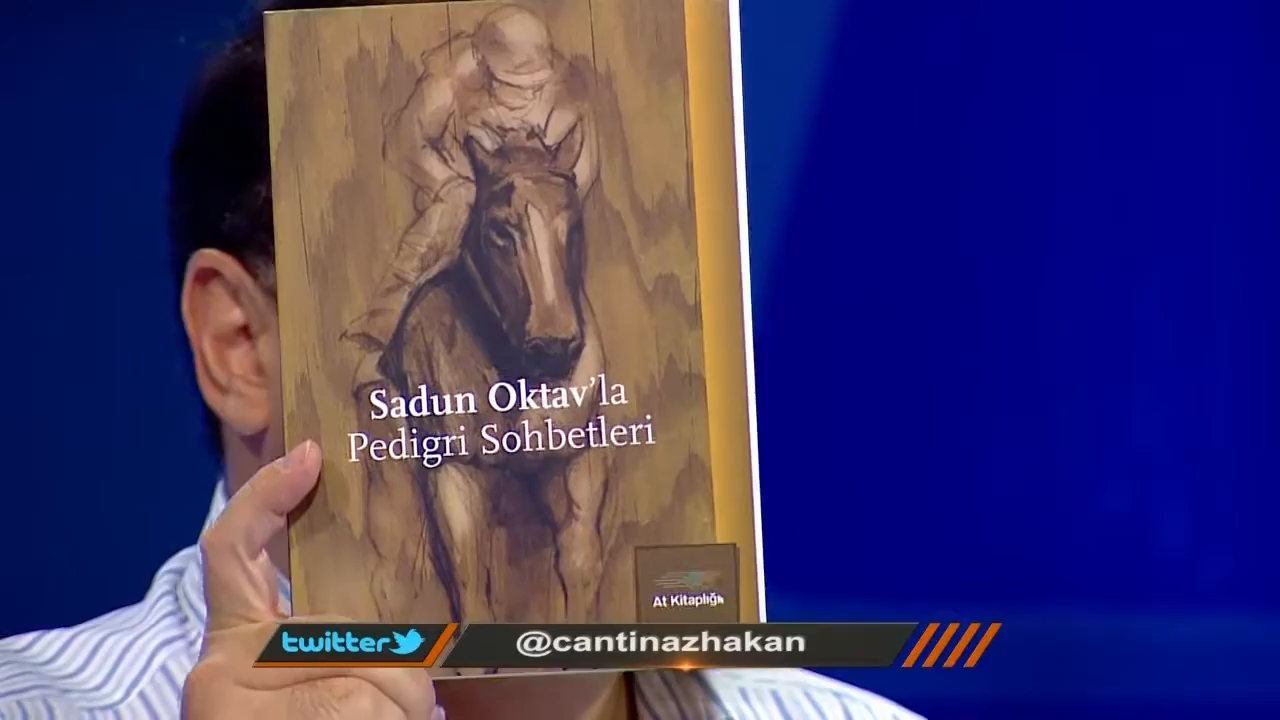 Sadun Oktav'la
Pedigri Sohbetleri
At Kitaplığı
twitter
@cantinazhakan